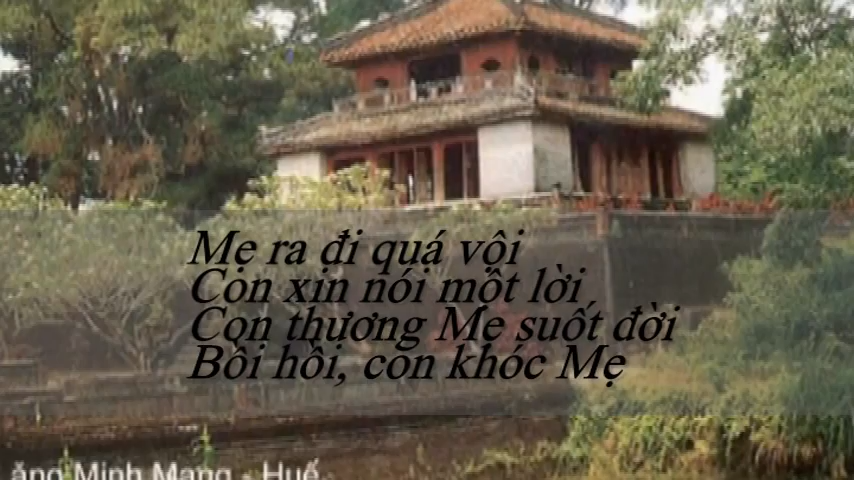 Mẹ ra đi quá vội
Con xin nói một lời
Con thương Mẹ suốt đời
Bồi hồi, con khóc Mẹ
ăng Minh Mạng - Huế